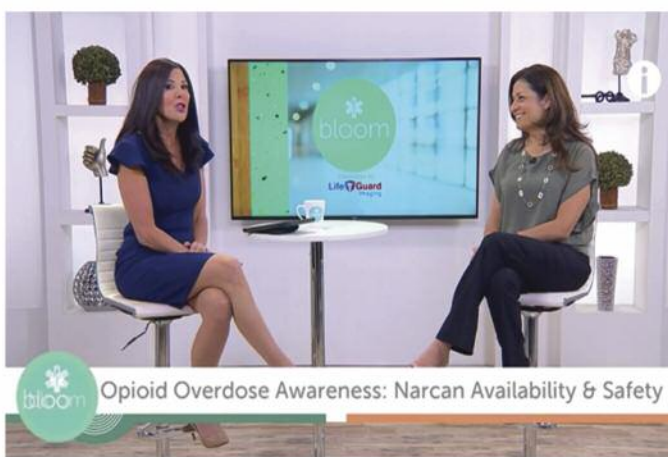 bloom
Life Guard
Imaging
bloom
Opioid Overdose Awareness: Narcan Availability & Safety